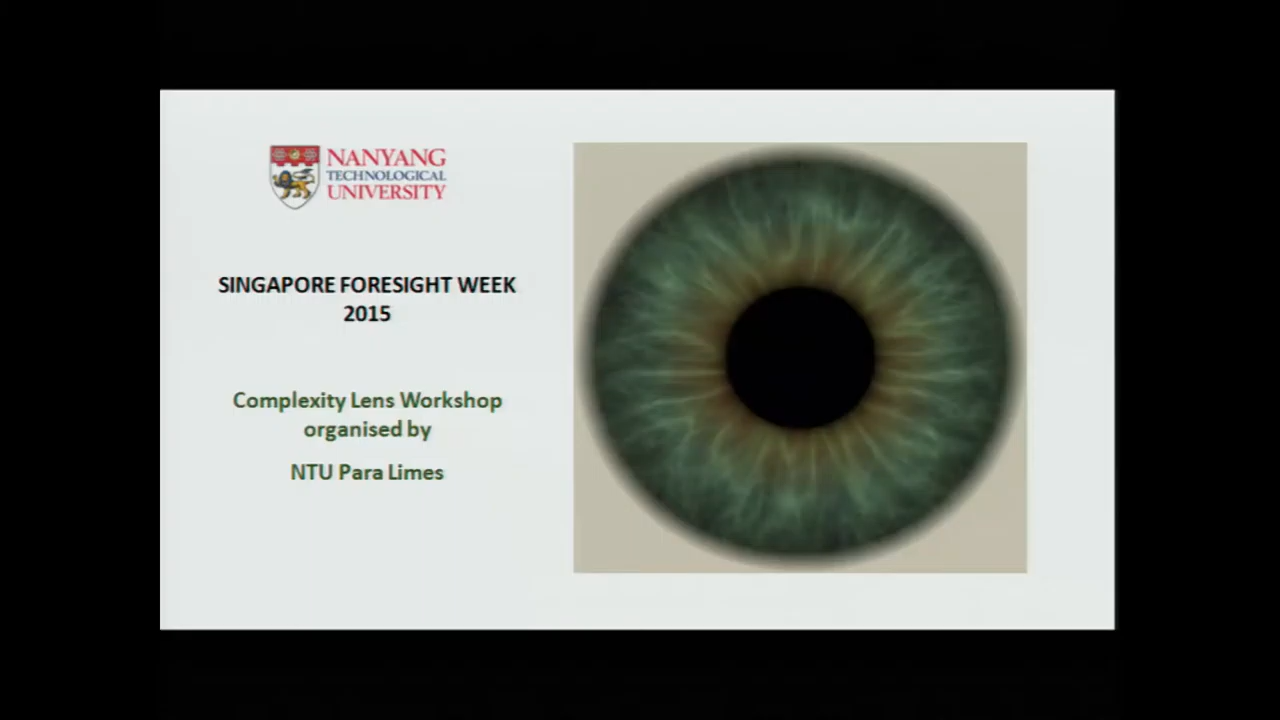 NANYANG
TECHNOLOGICAL
UNIVERSITY
SINGAPORE FORESIGHT WEEK
2015
Complexity Lens Workshop
organised by
NTU Para Limes